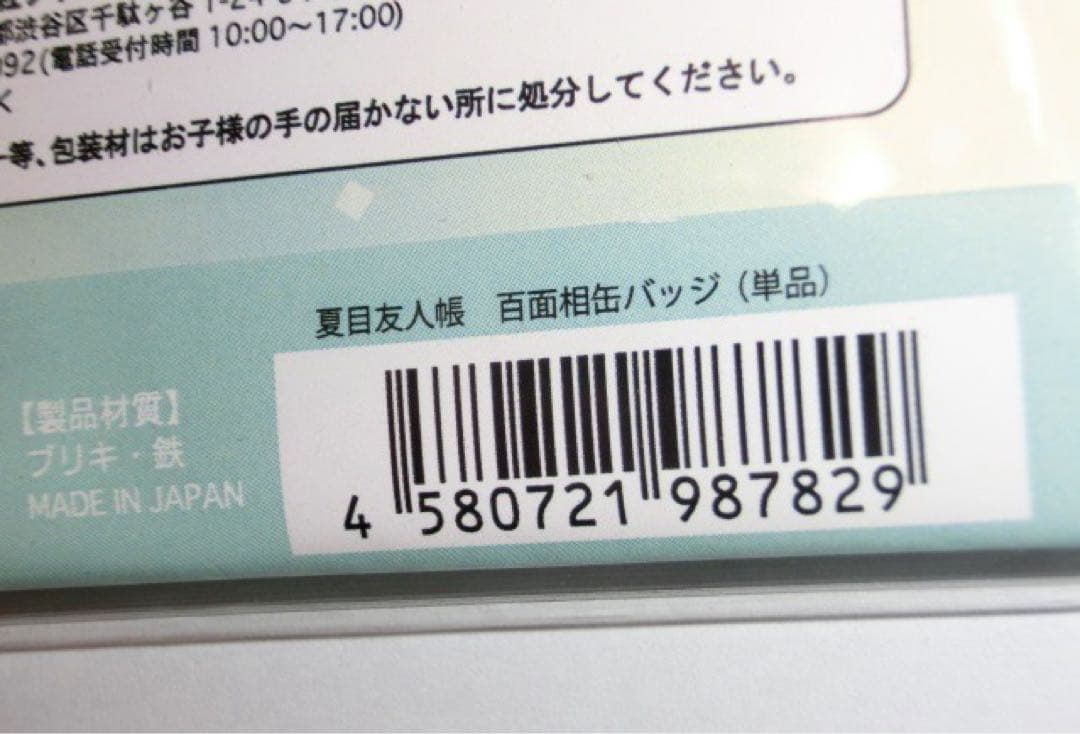 都渋谷区千駄ケ谷
92(電話受付時間 10:00〜17:00)
等、包装材はお子様の手の届かない所に処分してください。
夏目友人帳 百面相缶バッジ（単品）
【製品材質】
ブリキ・鉄
MADE IN JAPAN
4 580721 987829